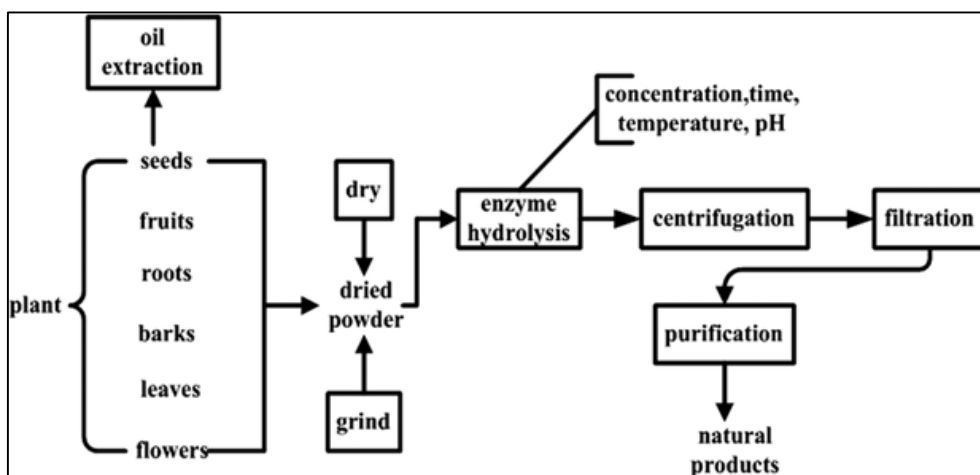 oil
extraction
seeds
fruits
roots
plant
barks
leaves
flowers
dry
dried
powder
grind
enzyme
hydrolysis
concentration,time,
temperature, pH
centrifugation
filtration
purification
natural
products